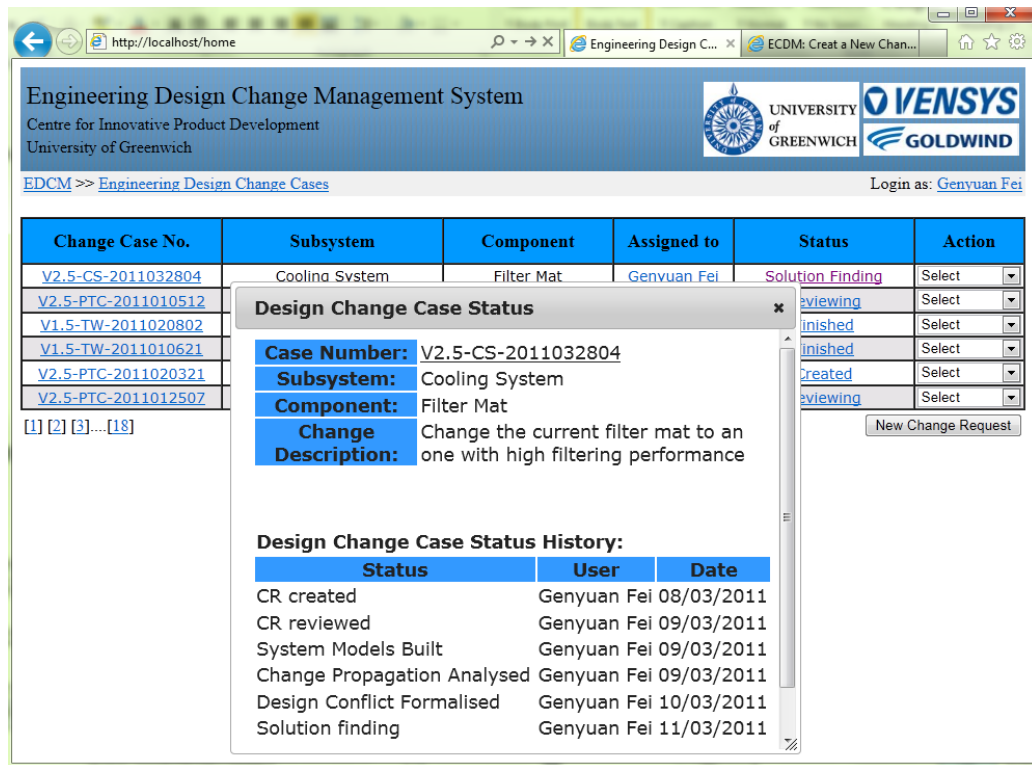 http://localhost/home
Engineering Design C...
ECDM: Creat a New Chan...
Engineering Design Change Management System
Centre for Innovative Product Development
University of Greenwich
UNIVERSITY
of
GREENWICH
VENSYS
GOLDWIND
EDCM >> Engineering Design Change Cases
Login as: Genyuan Fei
Change Case No. Subsystem Component Assigned to Status Action
V2.5-CS-2011032804 Cooling System Filter Mat Genyuan Fei Solution Finding Select
V2.5-PTC-2011010512 eviewing Select
V1.5-TW-2011020802 inished Select
V1.5-TW-2011010621 inished Select
V2.5-PTC-2011020321 Created Select
V2.5-PTC-2011012507 eviewing Select
[1] [2] [3]....[18]
New Change Request
Design Change Case Status
Case Number: V2.5-CS-2011032804
Subsystem: Cooling System
Component: Filter Mat
Change Description: Change the current filter mat to an
one with high filtering performance
Design Change Case Status History:
Status User Date
CR created Genyuan Fei 08/03/2011
CR reviewed Genyuan Fei 09/03/2011
System Models Built Genyuan Fei 09/03/2011
Change Propagation Analysed Genyuan Fei 09/03/2011
Design Conflict Formalised Genyuan Fei 10/03/2011
Solution finding Genyuan Fei 11/03/2011